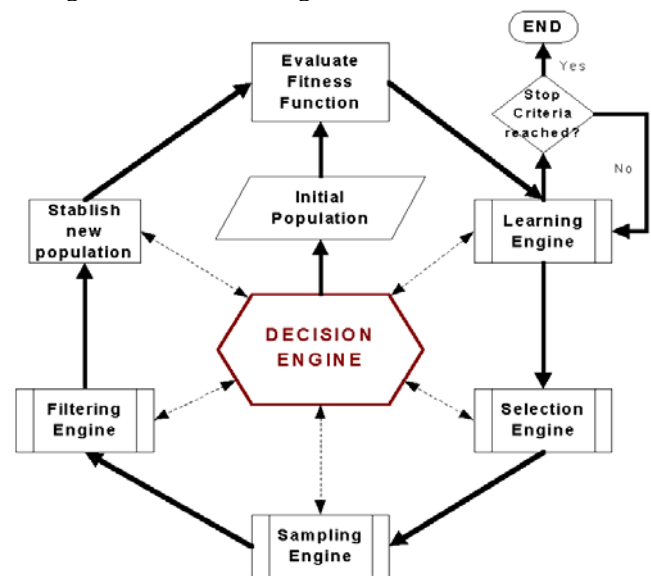 END
Evaluate
Fitness
Function
Yes
Stop
Criteria
reached?
No
Initial
Population
Stablish
new
population
Learning
Engine
DECISION
ENGINE
Filtering
Engine
Selection
Engine
Sampling
Engine